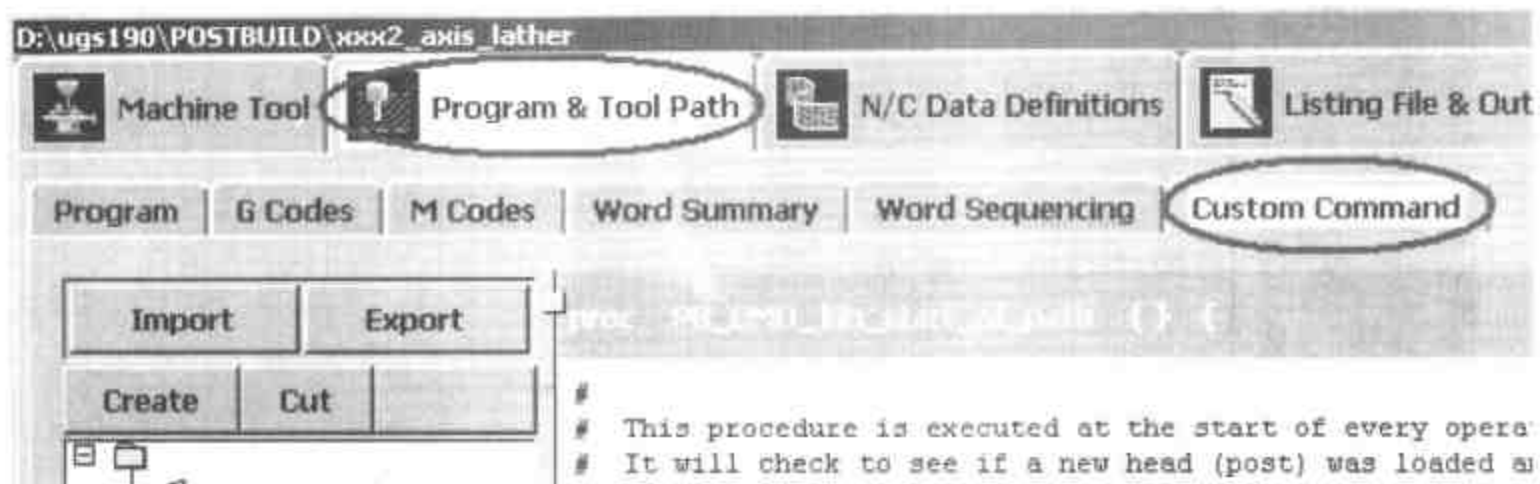 D:\ugs190\POSTBUILD\xxx2_axis_lather
Machine Tool Program & Tool Path N/C Data Definitions Listing File & Out
Program G Codes M Codes Word Summary Word Sequencing Custom Command
Import Export
proc {} {
Create Cut
#
# This procedure is executed at the start of every opera
# It will check to see if a new head (post) was loaded